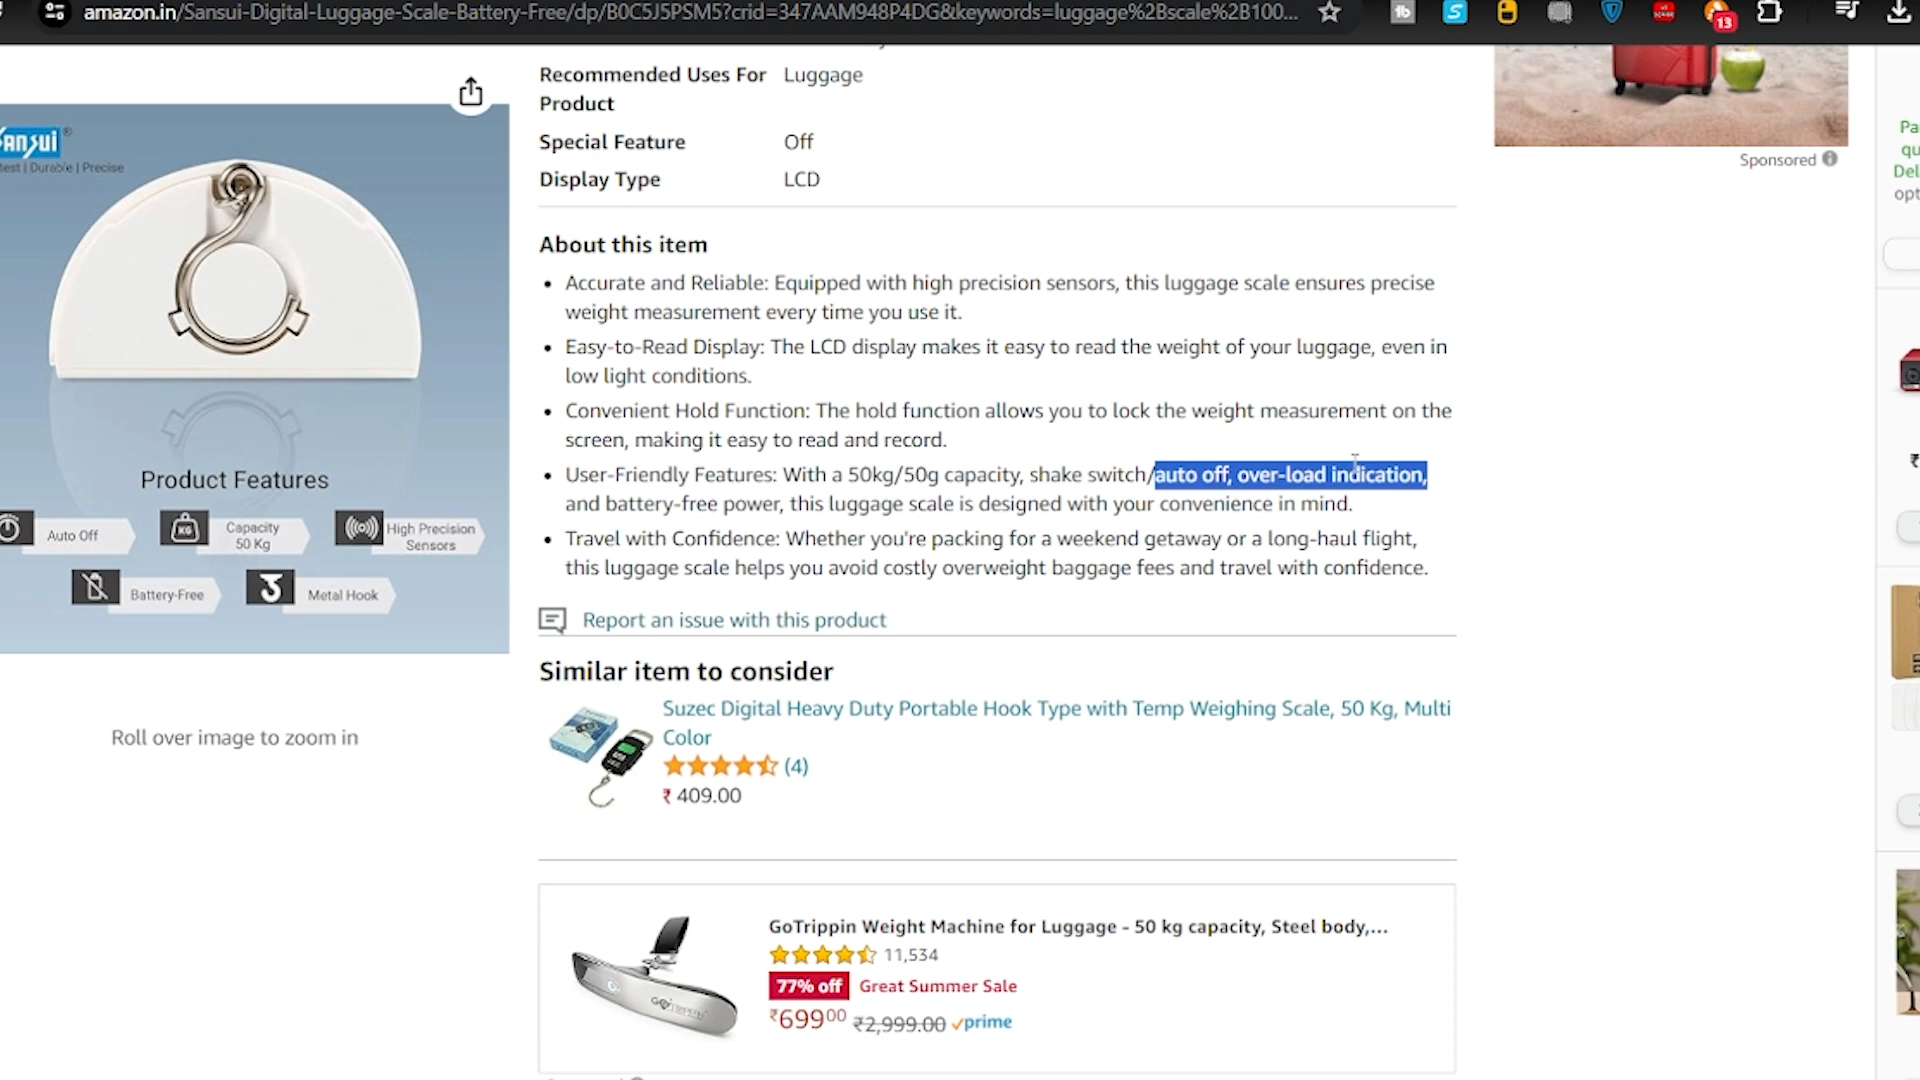 amazon.in/Sansui-Digital-Luggage-Scale-Battery-Free/dp/B0C5J5PSM5?crid=347AAM948P4DG&keywords=luggage%2Bscale%2B100...
13
Recommended Uses For Product Luggage
Special Feature Off
Display Type LCD
Sponsored
Sansui®
Durable | Precise
Product Features
Auto Off
Capacity
50 Kg
High Precision
Sensors
Battery-Free
Metal Hook
Roll over image to zoom in
About this item
Accurate and Reliable: Equipped with high precision sensors, this luggage scale ensures precise
weight measurement every time you use it.
Easy-to-Read Display: The LCD display makes it easy to read the weight of your luggage, even in
low light conditions.
Convenient Hold Function: The hold function allows you to lock the weight measurement on the
screen, making it easy to read and record.
User-Friendly Features: With a 50kg/50g capacity, shake switch/auto off, over-load indication,
and battery-free power, this luggage scale is designed with your convenience in mind.
Travel with Confidence: Whether you're packing for a weekend getaway or a long-haul flight,
this luggage scale helps you avoid costly overweight baggage fees and travel with confidence.
Report an issue with this product
Similar item to consider
Suzec Digital Heavy Duty Portable Hook Type with Temp Weighing Scale, 50 Kg, Multi
Color
(4)
₹ 409.00
GoTrippin Weight Machine for Luggage - 50 kg capacity, Steel body,...
11,534
77% off Great Summer Sale
₹699⁰⁰ ₹2,999.00 prime